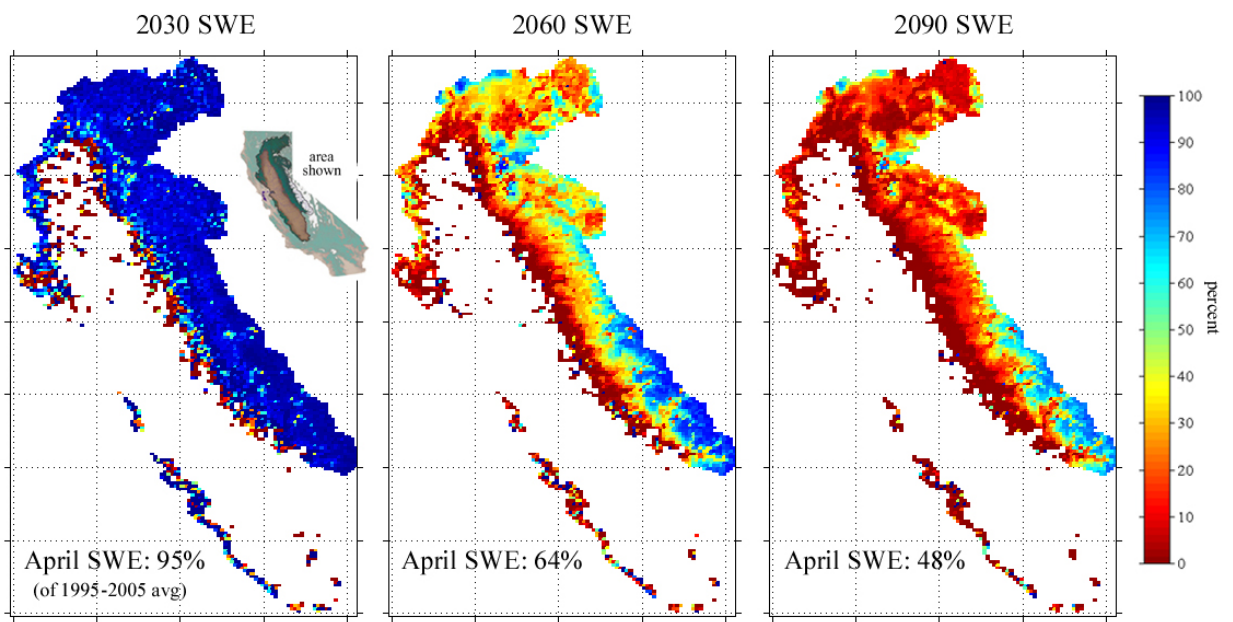 2030 SWE
2060 SWE
2090 SWE
area
shown
100
90
80
70
60
50
40
30
20
10
0
percent
April SWE: 95%
(of 1995-2005 avg)
April SWE: 64%
April SWE: 48%